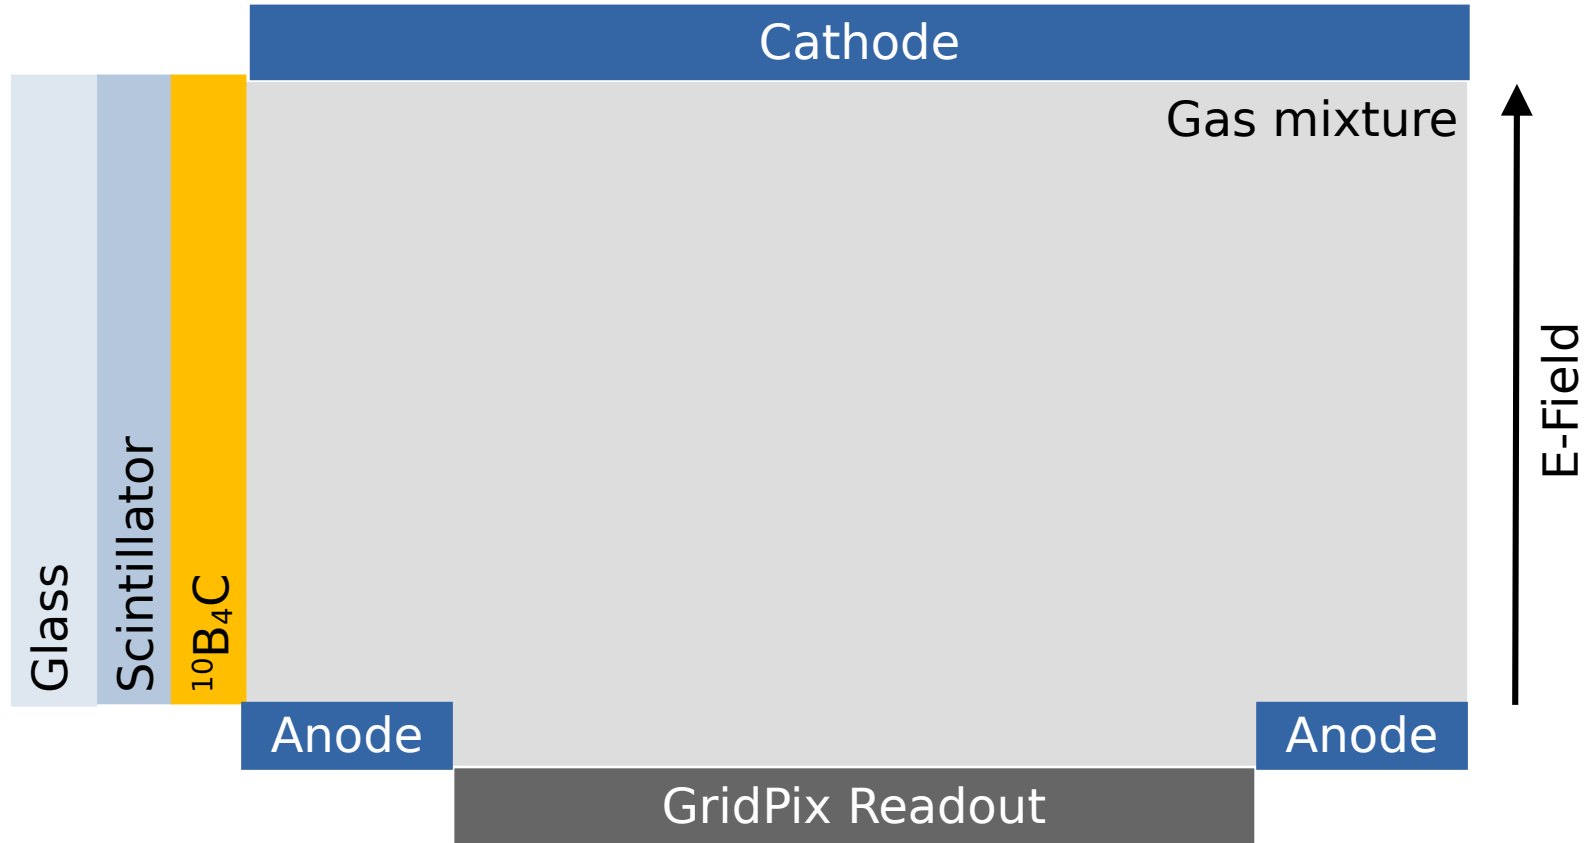 Cathode
Gas mixture
E-Field
Glass
Scintillator
¹⁰B₄C
Anode
Anode
GridPix Readout